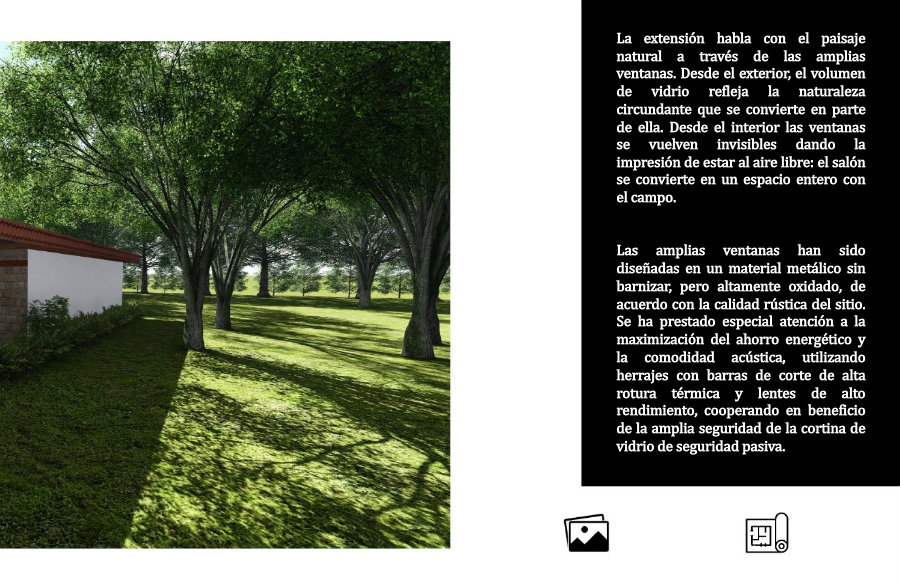 La extensión habla con el paisaje
natural a través de las amplias
ventanas. Desde el exterior, el volumen
de vidrio refleja la naturaleza
circundante que se convierte en parte
de ella. Desde el interior las ventanas
se vuelven invisibles dando la
impresión de estar al aire libre: el salón
se convierte en un espacio entero con
el campo.
Las amplias ventanas han sido
diseñadas en un material metálico sin
barnizar, pero altamente oxidado, de
acuerdo con la calidad rústica del sitio.
Se ha prestado especial atención a la
maximización del ahorro energético y
la comodidad acústica, utilizando
herrajes con barras de corte de alta
rotura térmica y lentes de alto
rendimiento, cooperando en beneficio
de la amplia seguridad de la cortina de
vidrio de seguridad pasiva.